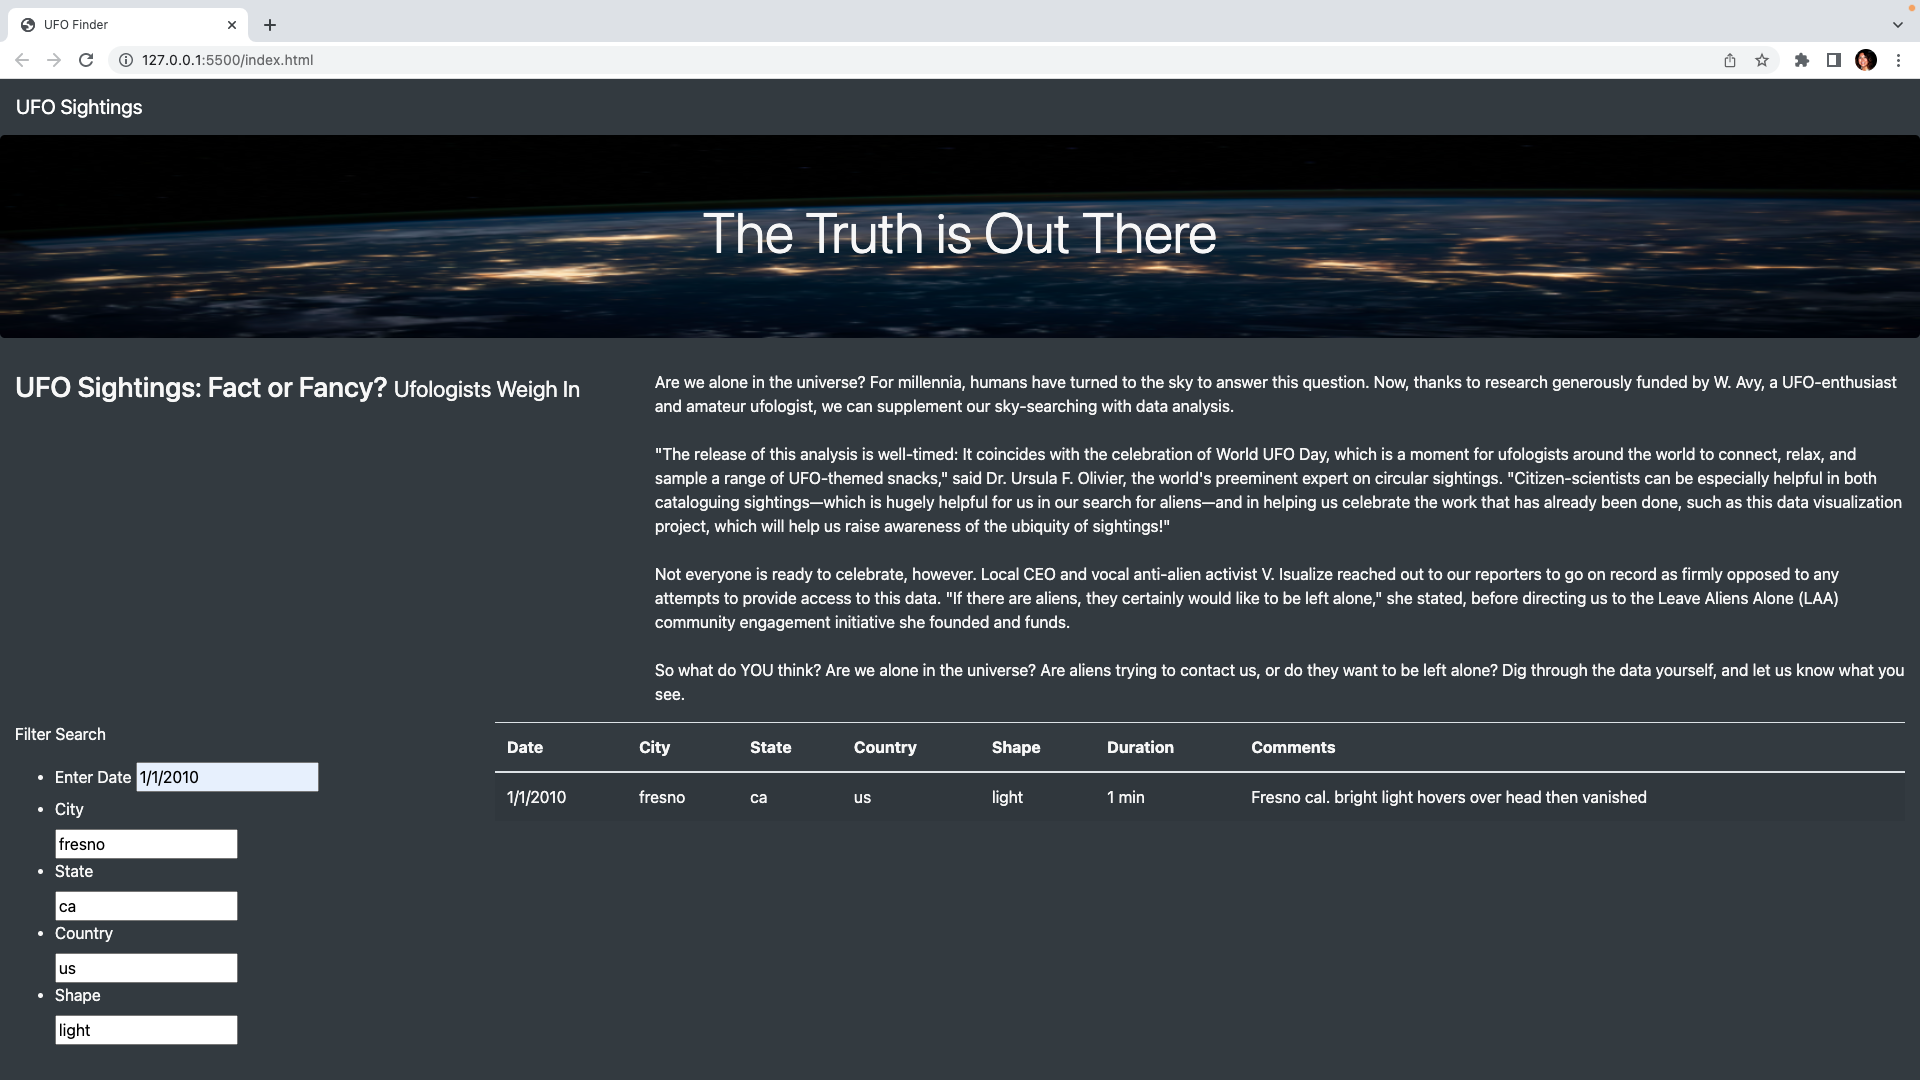 UFO Finder
127.0.0.1:5500/index.html
UFO Sightings
The Truth is Out There
UFO Sightings: Fact or Fancy? Ufologists Weigh In
Are we alone in the universe? For millennia, humans have turned to the sky to answer this question. Now, thanks to research generously funded by W. Avy, a UFO-enthusiast
and amateur ufologist, we can supplement our sky-searching with data analysis.
"The release of this analysis is well-timed: It coincides with the celebration of World UFO Day, which is a moment for ufologists around the world to connect, relax, and
sample a range of UFO-themed snacks," said Dr. Ursula F. Olivier, the world's preeminent expert on circular sightings. "Citizen-scientists can be especially helpful in both
cataloguing sightings—which is hugely helpful for us in our search for aliens—and in helping us celebrate the work that has already been done, such as this data visualization
project, which will help us raise awareness of the ubiquity of sightings!"
Not everyone is ready to celebrate, however. Local CEO and vocal anti-alien activist V. Isualize reached out to our reporters to go on record as firmly opposed to any
attempts to provide access to this data. "If there are aliens, they certainly would like to be left alone," she stated, before directing us to the Leave Aliens Alone (LAA)
community engagement initiative she founded and funds.
So what do YOU think? Are we alone in the universe? Are aliens trying to contact us, or do they want to be left alone? Dig through the data yourself, and let us know what you
see.
Filter Search
Enter Date 1/1/2010
City
fresno
State
ca
Country
us
Shape
light
Date City State Country Shape Duration Comments
1/1/2010 fresno ca us light 1 min Fresno cal. bright light hovers over head then vanished